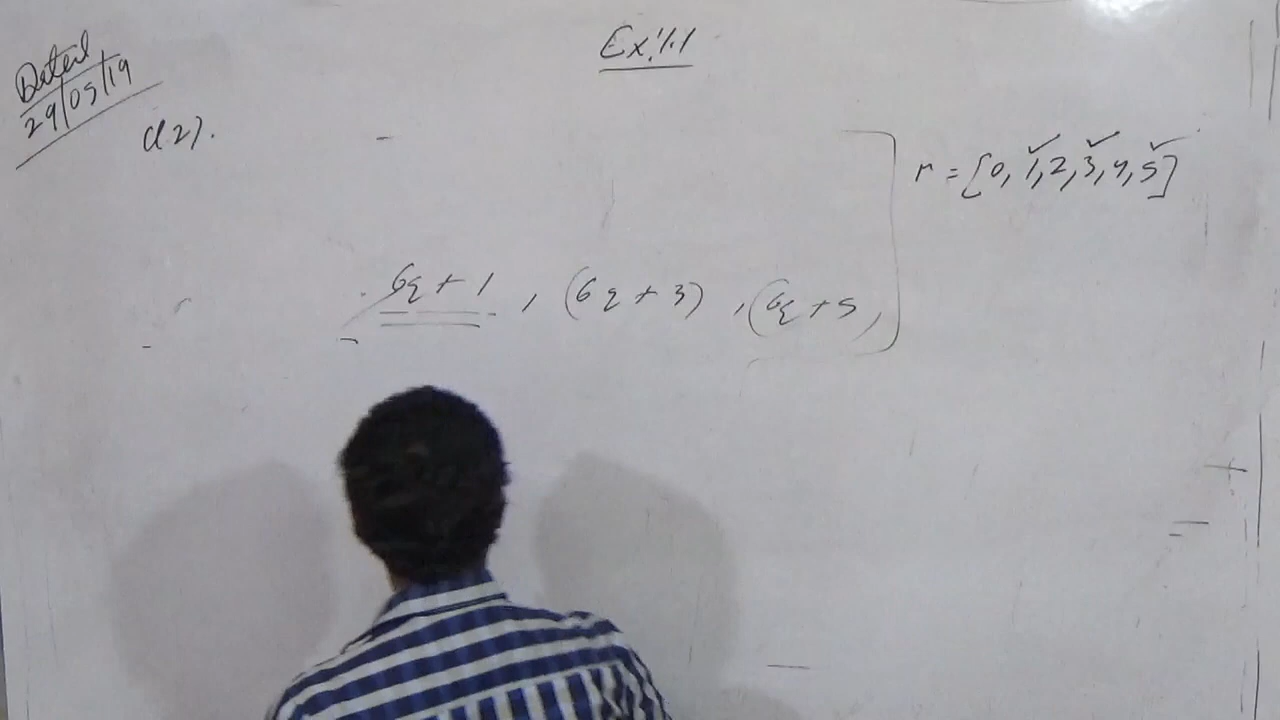 Dated
29/05/19
Ex:1.1
Q.2).
r = [0, 1, 2, 3, 4, 5]
6q + 1 , (6q + 3) , (6q + 5,